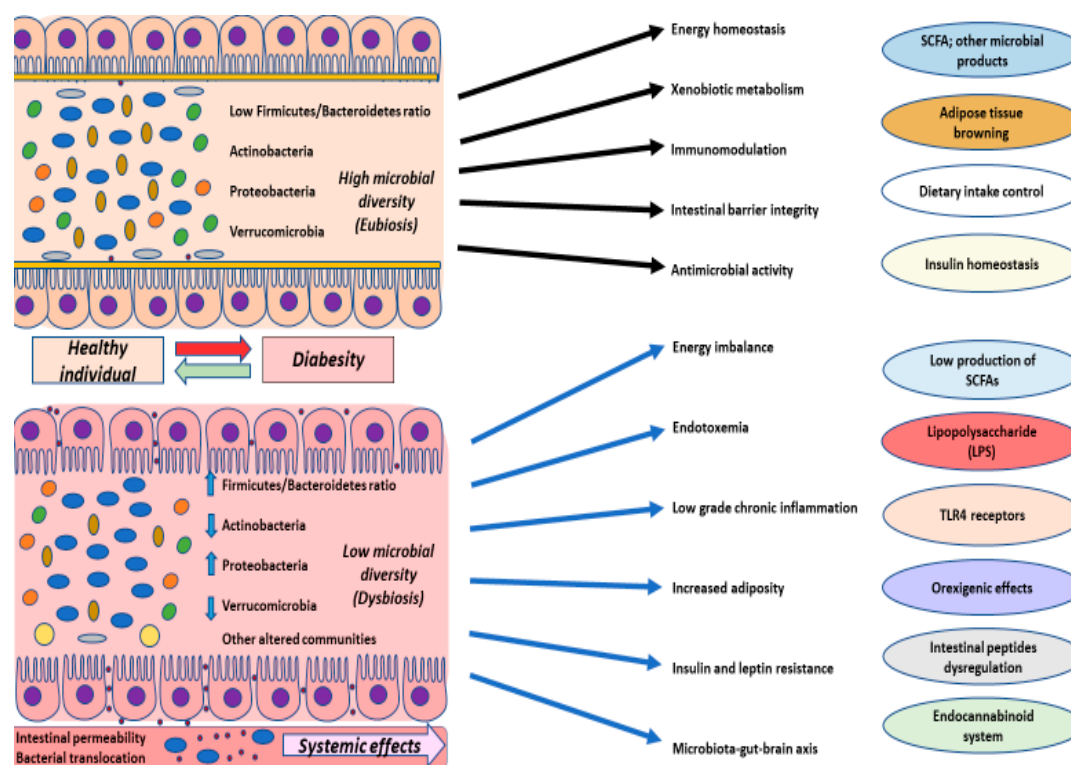 Low Firmicutes/Bacteroidetes ratio
Actinobacteria
Proteobacteria
Verrucomicrobia
High microbial
diversity
(Eubiosis)
Energy homeostasis
Xenobiotic metabolism
Immunomodulation
Intestinal barrier integrity
Antimicrobial activity
SCFA; other microbial
products
Adipose tissue
browning
Dietary intake control
Insulin homeostasis
Healthy
individual
Diabesity
Firmicutes/Bacteroidetes ratio
Actinobacteria
Proteobacteria
Verrucomicrobia
Other altered communities
Low microbial
diversity
(Dysbiosis)
Intestinal permeability
Bacterial translocation
Systemic effects
Energy imbalance
Endotoxemia
Low grade chronic inflammation
Increased adiposity
Insulin and leptin resistance
Microbiota-gut-brain axis
Low production of
SCFAs
Lipopolysaccharide
(LPS)
TLR4 receptors
Orexigenic effects
Intestinal peptides
dysregulation
Endocannabinoid
system